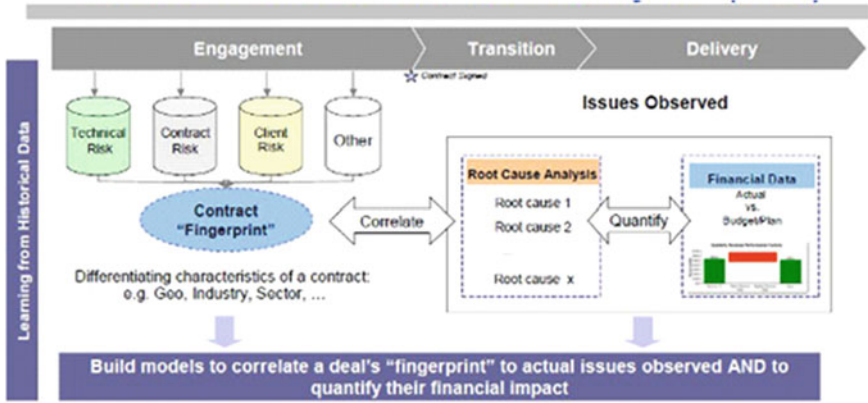 Engagement
Transition
Delivery
Contract Signed
Learning from Historical Data
Technical
Risk
Contract
Risk
Client
Risk
Other
Issues Observed
Contract
"Fingerprint"
Correlate
Root Cause Analysis
Root cause 1
Root cause 2
Root cause x
Quantify
Financial Data
Actual
vs.
Budget/Plan
Differentiating characteristics of a contract:
e.g. Geo, Industry, Sector, ...
Build models to correlate a deal's "fingerprint" to actual issues observed AND to
quantify their financial impact